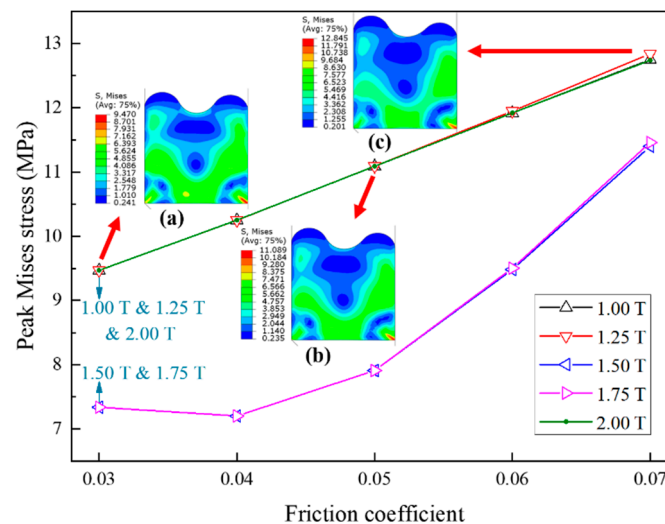 Peak Mises stress (MPa)
13
12
11
10
9
8
7
S, Mises
(Avg: 75%)
9.470
8.701
7.931
7.162
6.393
5.624
4.855
4.086
3.317
2.548
1.779
1.010
0.241
(a)
S, Mises
(Avg: 75%)
12.845
11.791
10.738
9.684
8.630
7.577
6.523
5.469
4.416
3.362
2.308
1.255
0.201
(c)
S, Mises
(Avg: 75%)
11.089
10.184
9.280
8.375
7.471
6.566
5.662
4.757
3.853
2.949
2.044
1.140
0.235
(b)
1.00 T & 1.25 T
& 2.00 T
1.50 T & 1.75 T
1.00 T
1.25 T
1.50 T
1.75 T
2.00 T
0.03
0.04
0.05
0.06
0.07
Friction coefficient